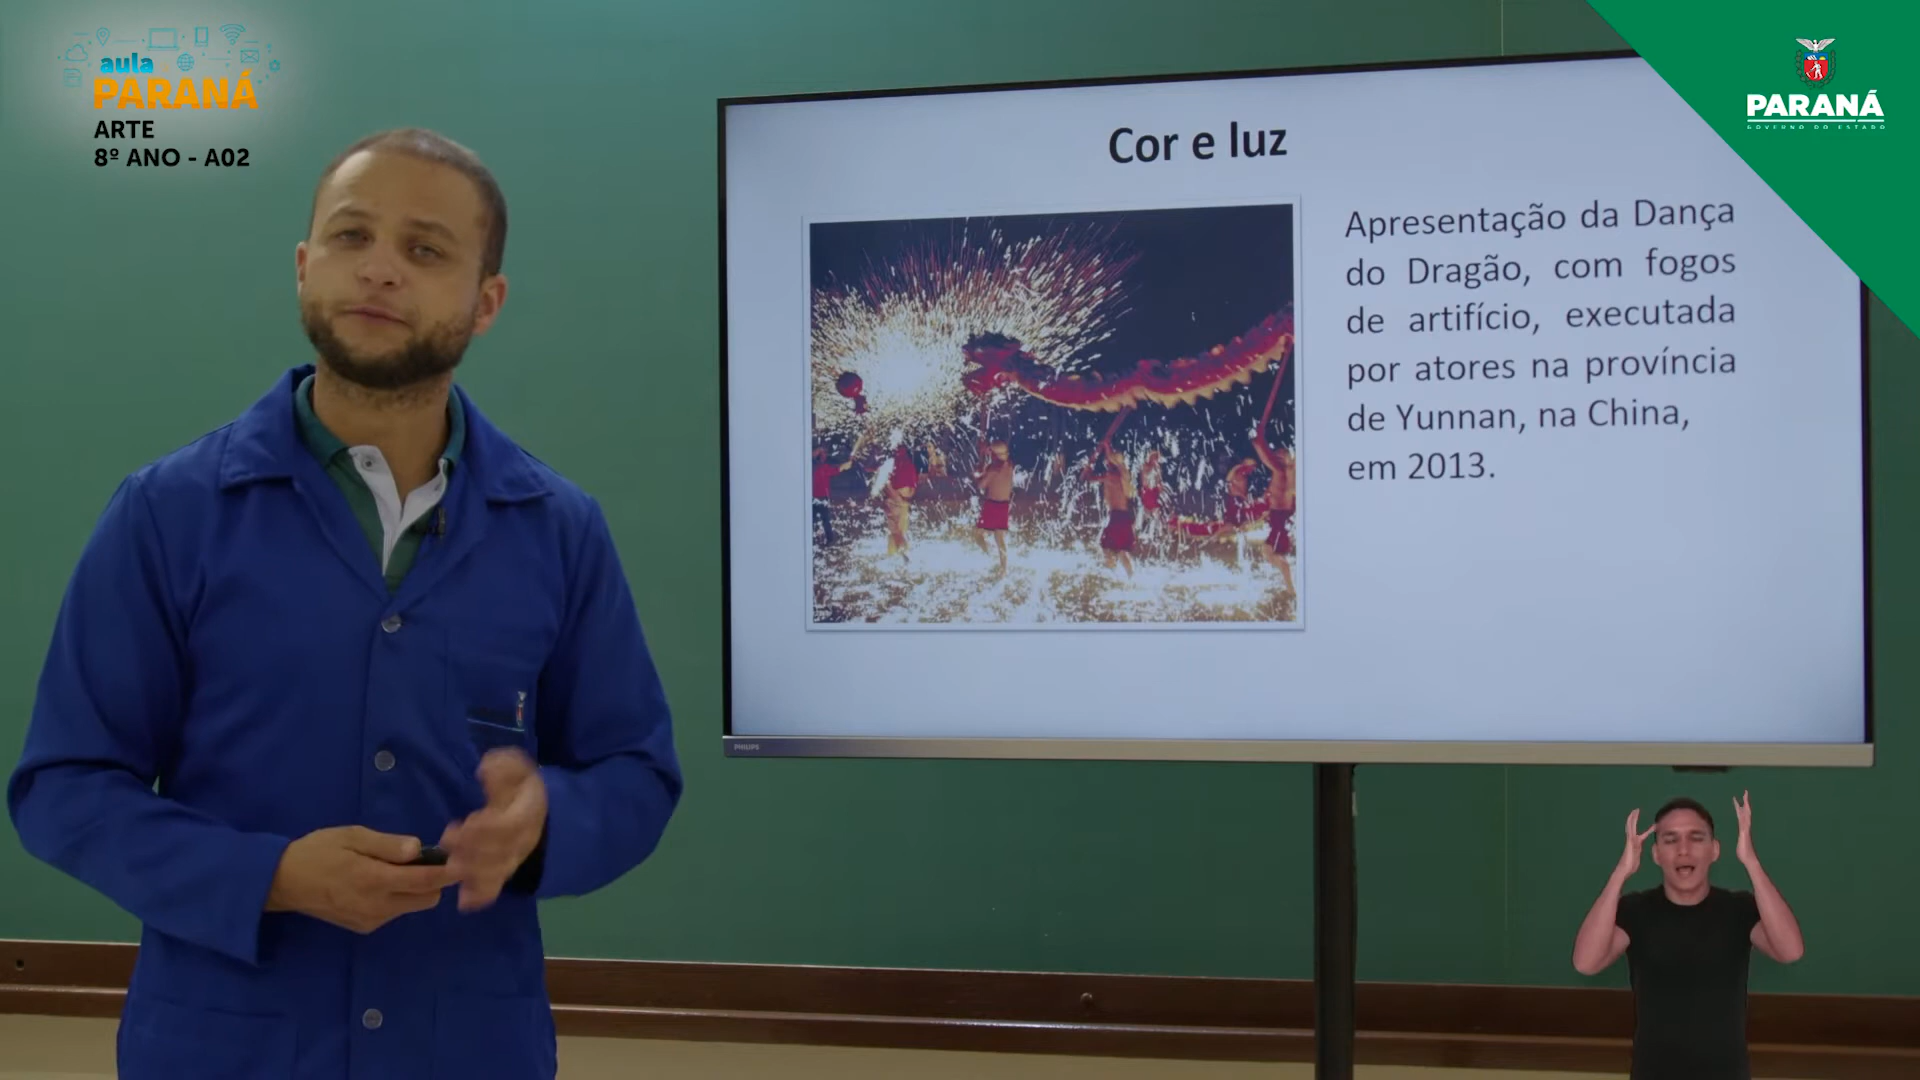 aula
PARANÁ
ARTE
8º ANO - A02
PARANÁ
GOVERNO DO ESTADO
Cor e luz
Apresentação da Dança
do Dragão, com fogos
de artifício, executada
por atores na província
de Yunnan, na China,
em 2013.
PHILIPS